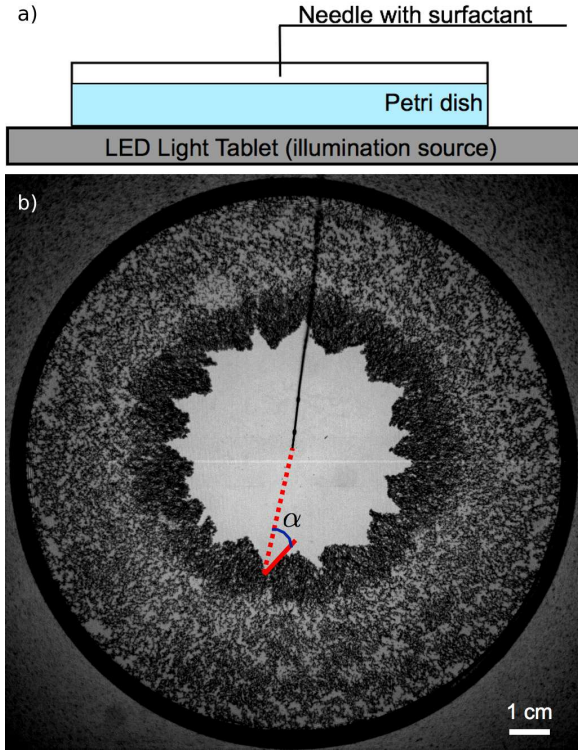 a)
Needle with surfactant
Petri dish
LED Light Tablet (illumination source)
b)
α
1 cm